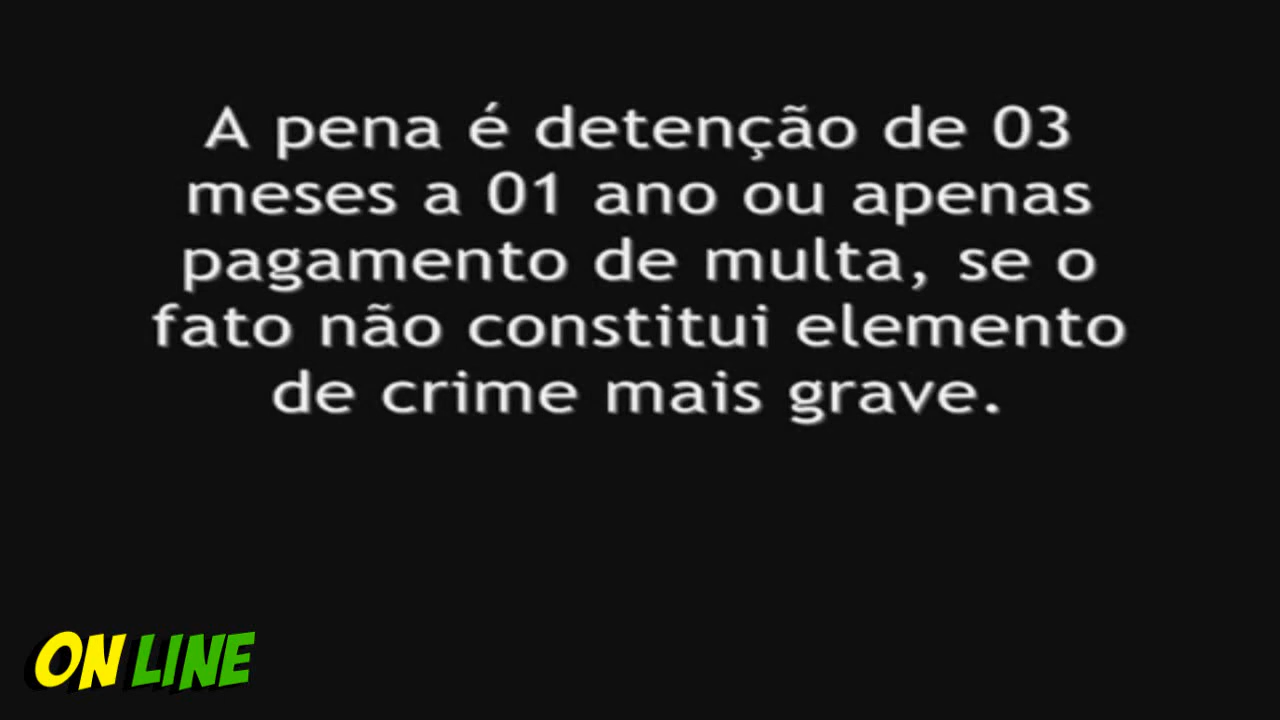 A pena é detenção de 03
meses a 01 ano ou apenas
pagamento de multa, se o
fato não constitui elemento
de crime mais grave.
ON LINE